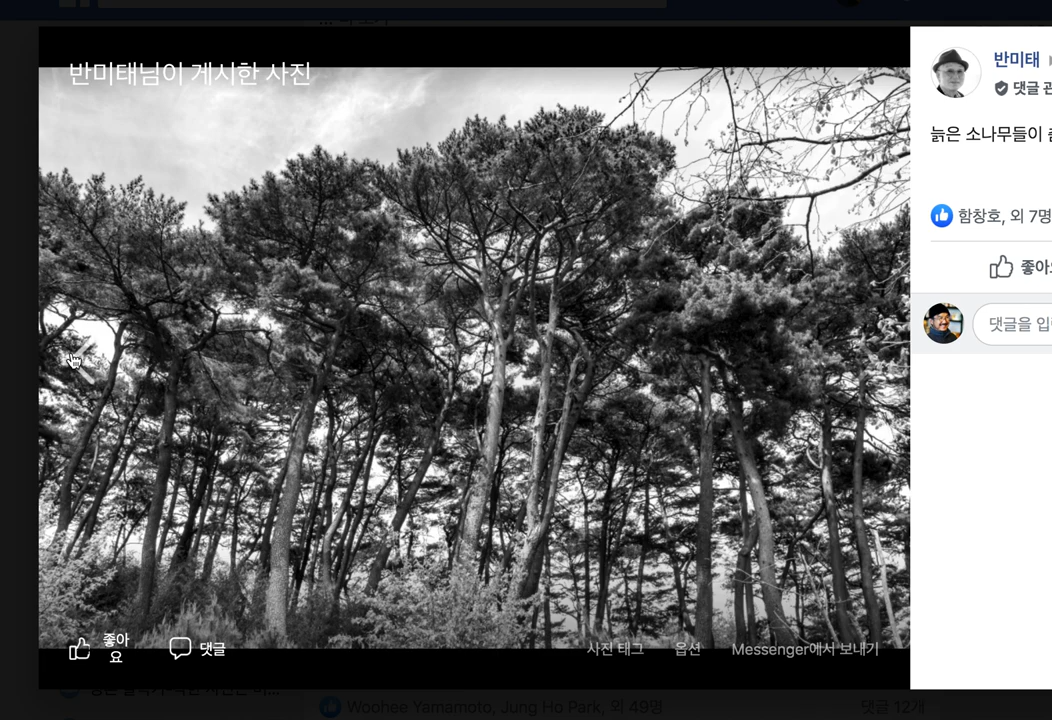 반미태님이 게시한 사진
반미태
댓글
늙은 소나무들이
함창호, 외 7명
좋아
댓글을
좋아
요
댓글
사진 태그
옵션
Messenger에서 보내기
Woohee Yamamoto, Jung Ho Park, 외 49명
댓글 12개